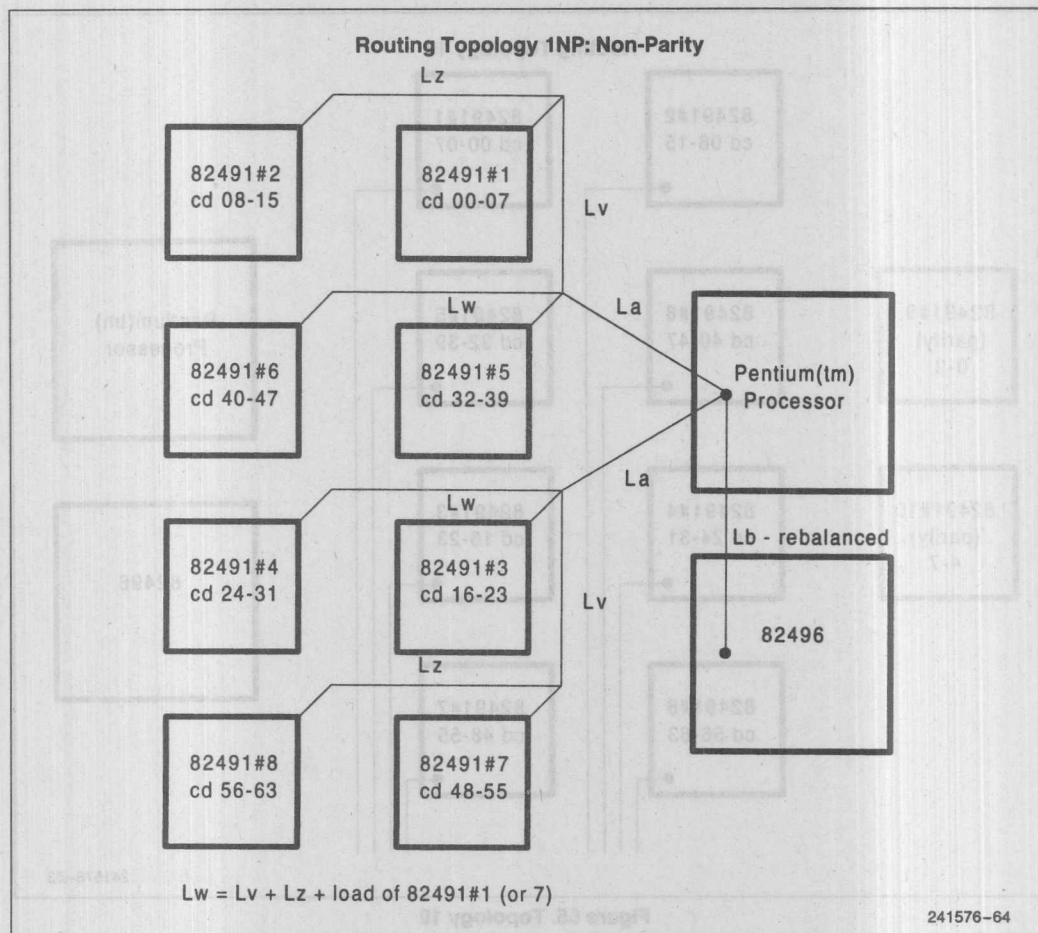 Routing Topology 1NP: Non-Parity
Lz
82491#2
cd 08-15
82491#1
cd 00-07
Lv
Lw
La
82491#6
cd 40-47
82491#5
cd 32-39
Pentium(tm)
Processor
La
Lw
Lb - rebalanced
82491#4
cd 24-31
82491#3
cd 16-23
Lv
82496
Lz
82491#8
cd 56-63
82491#7
cd 48-55
Lw = Lv + Lz + load of 82491#1 (or 7)
241576-64